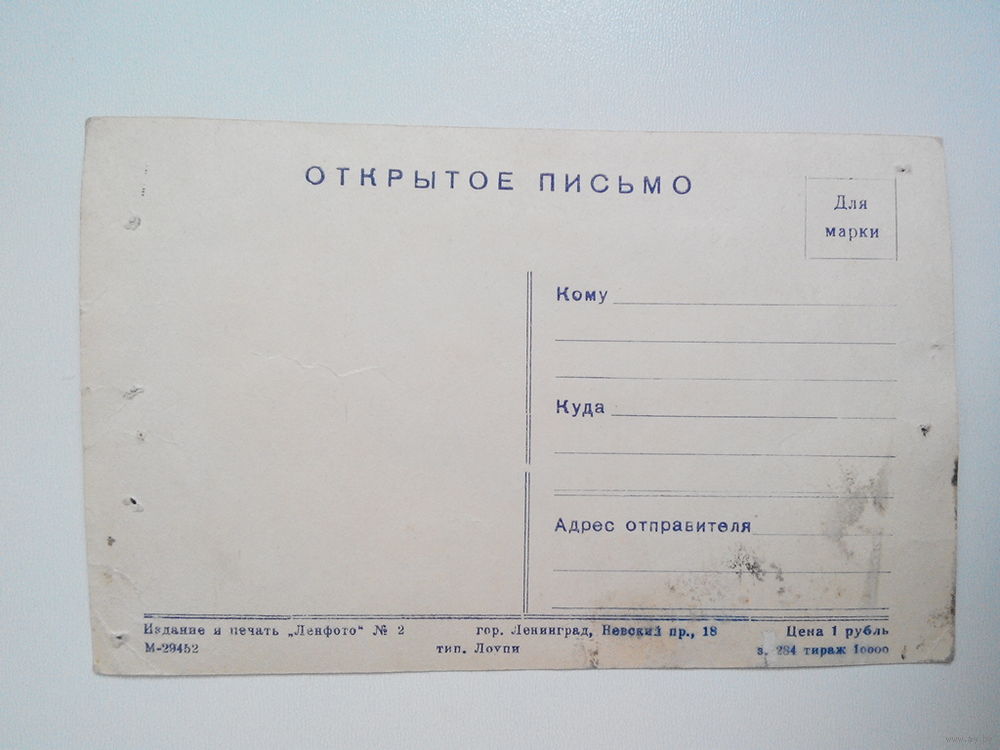 ОТКРЫТОЕ ПИСЬМО
Для
марки
Кому
Куда
Адрес отправителя
Издание и печать „Ленфото“ № 2 гор. Ленинград, Невский пр., 18 Цена 1 рубль
М-29452 тип. Лоупи з. 284 тираж 10000